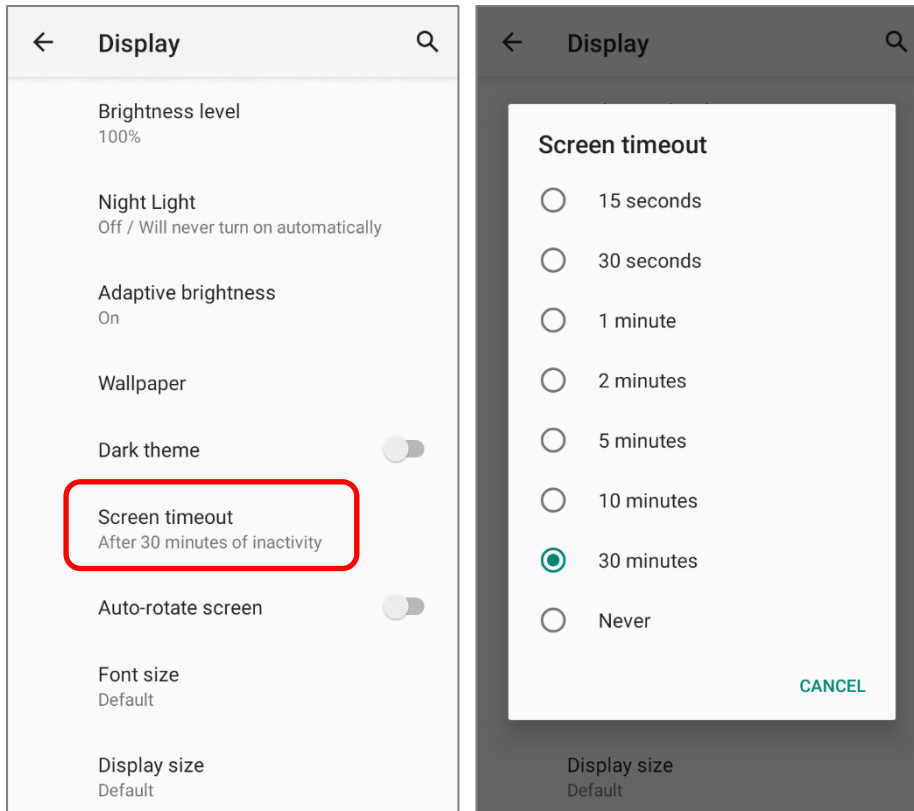 Display
Brightness level
100%
Night Light
Off / Will never turn on automatically
Adaptive brightness
On
Wallpaper
Dark theme
Screen timeout
After 30 minutes of inactivity
Auto-rotate screen
Font size
Default
Display size
Default
Display
Screen timeout
15 seconds
30 seconds
1 minute
2 minutes
5 minutes
10 minutes
30 minutes
Never
CANCEL
Display size
Default